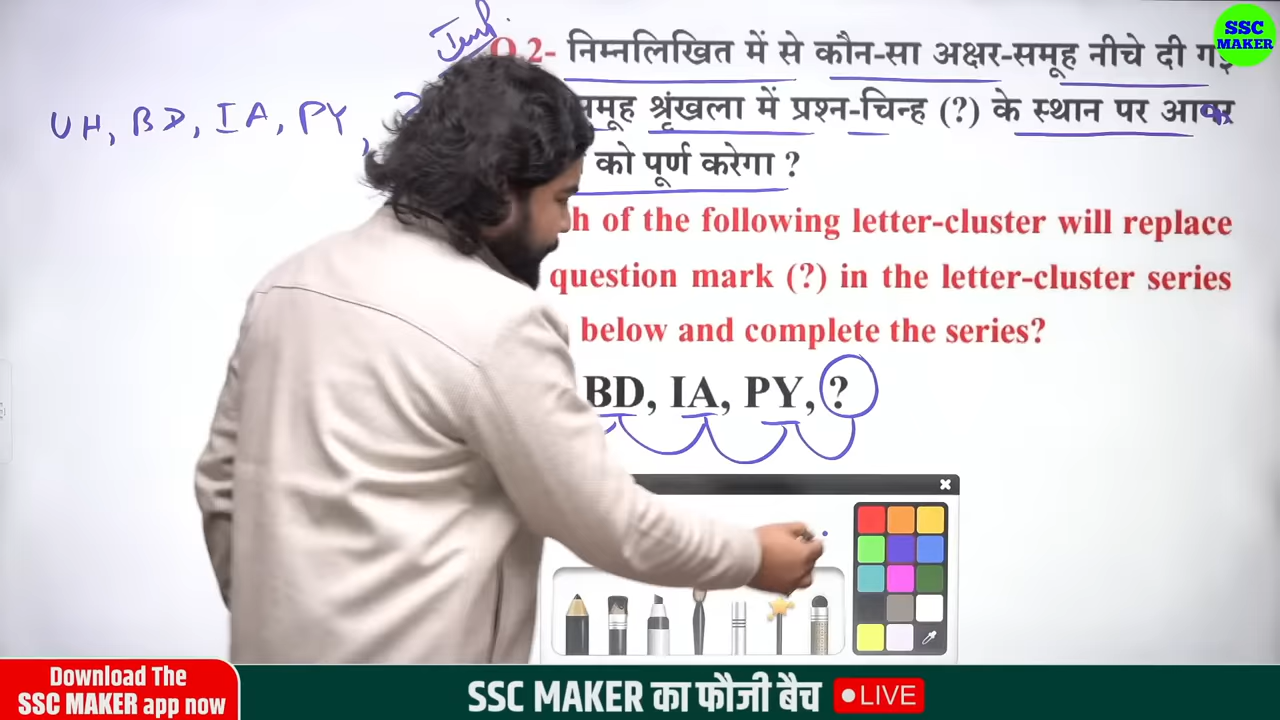 SSC
MAKER
Q.2- निम्नलिखित में से कौन-सा अक्षर-समूह नीचे दी गई
UH, BD, IA, PY, ?
समूह श्रृंखला में प्रश्न-चिन्ह (?) के स्थान पर आकर
को पूर्ण करेगा ?
of the following letter-cluster will replace
question mark (?) in the letter-cluster series
below and complete the series?
BD, IA, PY, ?
Download The
SSC MAKER app now
SSC MAKER का फौजी बैच
LIVE